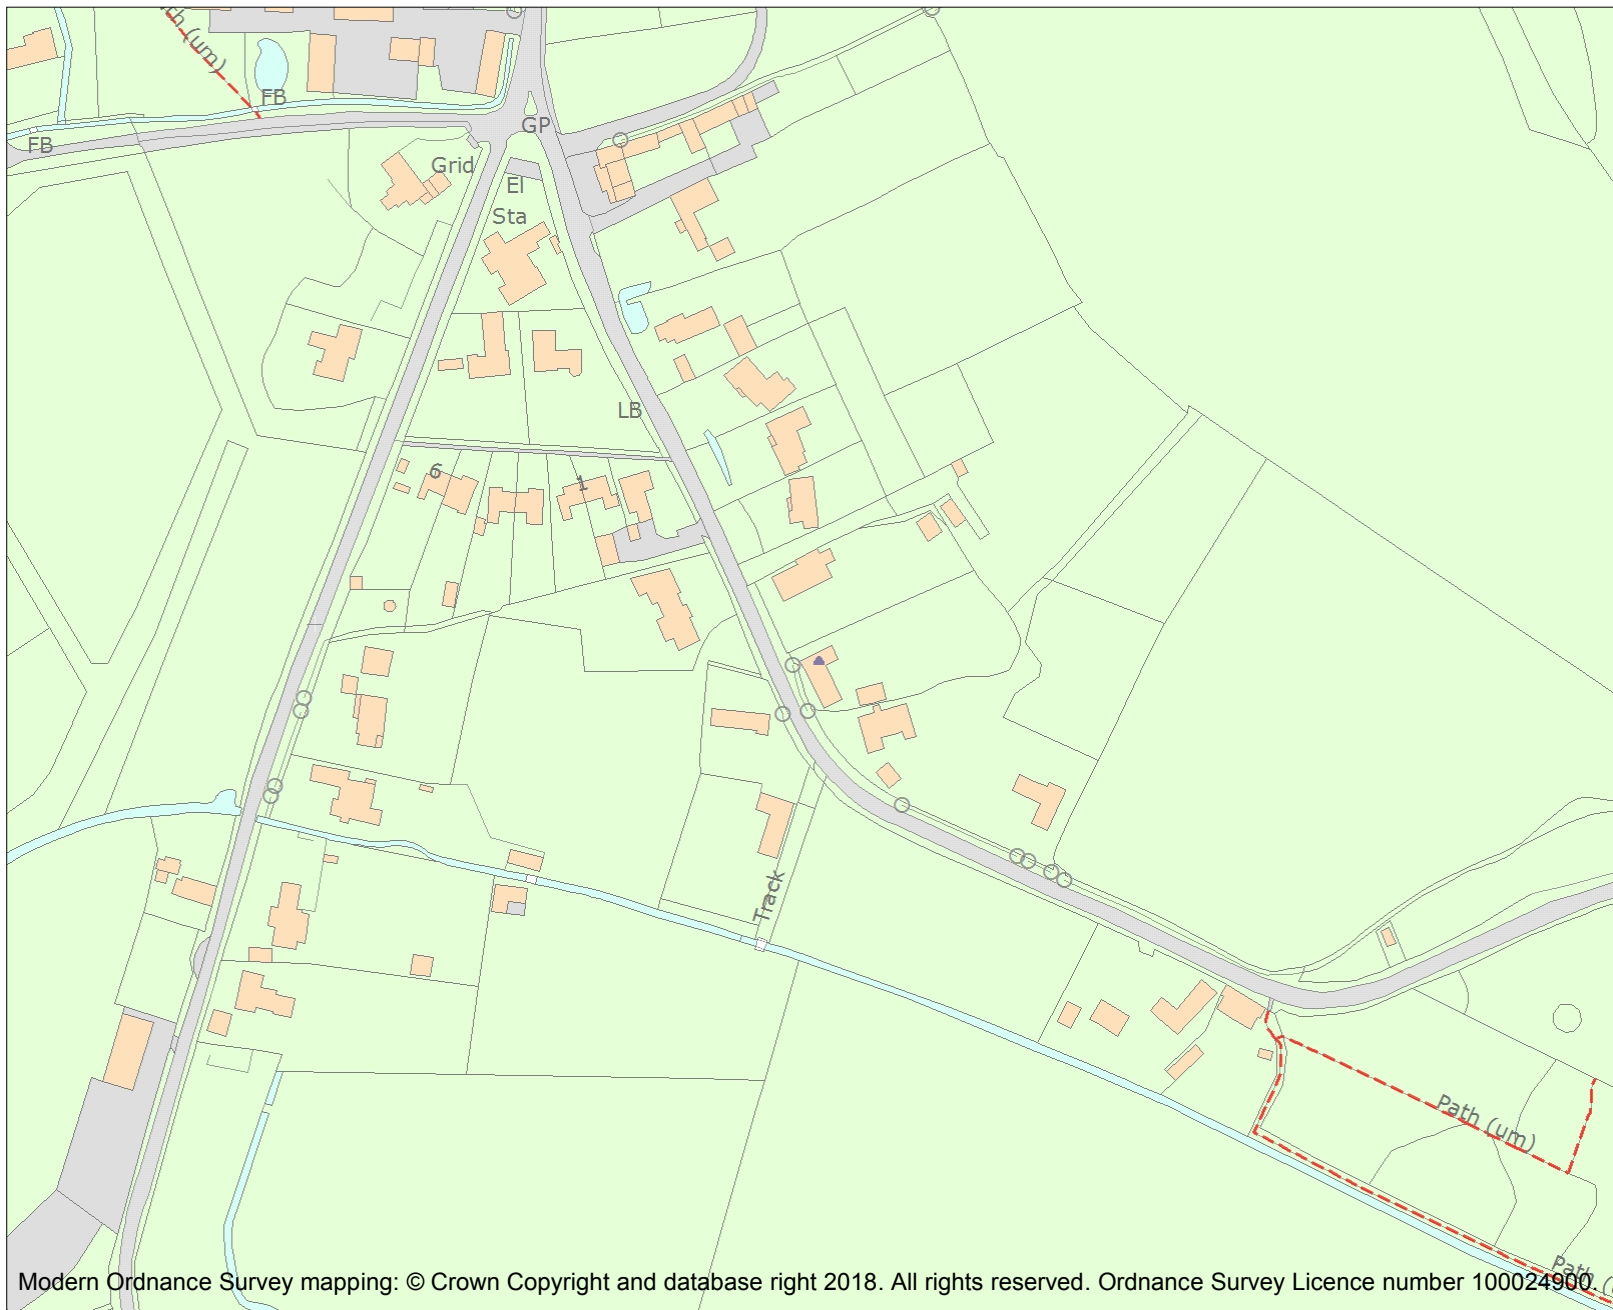 th (um)
FB
FB
GP
Grid
El
Sta
LB
6
1
Track
Path (um)
Path (
Modern Ordnance Survey mapping: © Crown Copyright and database right 2018. All rights reserved. Ordnance Survey Licence number 100024900.